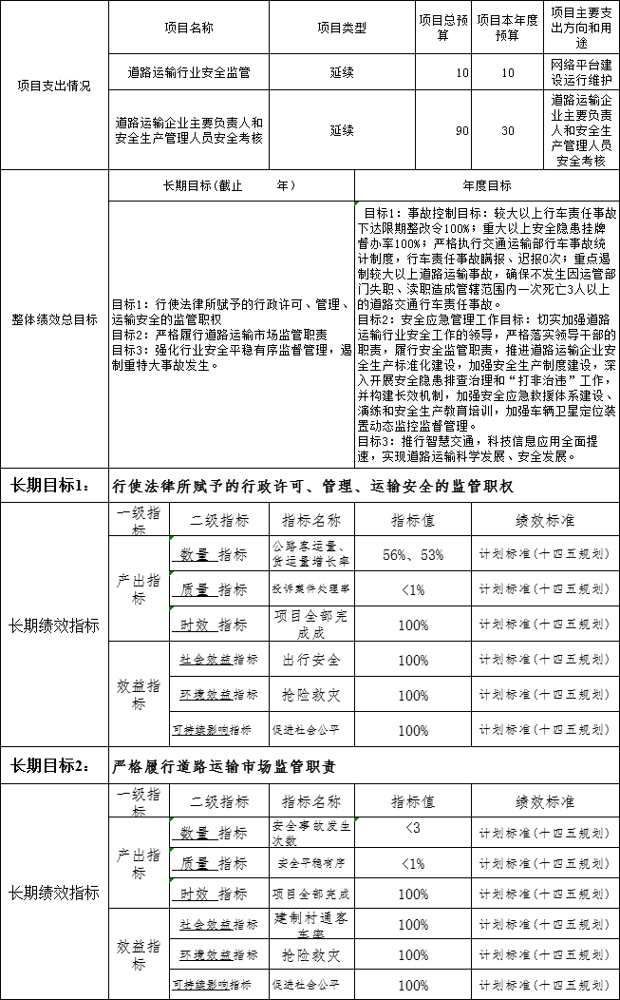 项目支出情况
项目名称
项目类型
项目总预
算
项目本年度
预算
项目主要支
出方向和用
途
道路运输行业安全监管
延续
10
10
网络平台建
设运行维护
道路运输企业主要负责人和
安全生产管理人员安全考核
延续
90
30
道路运输企
业主要负责
人和安全生
产管理人员
安全考核
整体绩效总目标
长期目标(截止 年)
年度目标
目标1：行使法律所赋予的行政许可、管理、
运输安全的监管职权
目标2：严格履行道路运输市场监管职责
目标3：强化行业安全平稳有序监督管理，遏
制重特大事故发生。
目标1：事故控制目标：较大以上行车责任事故
下达限期整改令100%；重大以上安全隐患挂牌
督办率100%；严格执行交通运输部行车事故统
计制度，行车责任事故瞒报、迟报0次；重点遏
制较大以上道路运输事故，确保不发生因运管部
门失职、渎职造成管辖范围内一次死亡3人以上
的道路交通行车责任事故。
目标2：安全应急管理工作目标：切实加强道路
运输行业安全工作的领导，严格落实领导干部的
职责，履行安全监管职责，推进道路运输企业安
全生产标准化建设，加强安全生产制度建设，深
入开展安全隐患排查治理和“打非治违”工作，
并构建长效机制，加强安全应急救援体系建设、
演练和安全生产教育培训，加强车辆卫星定位装
置动态监控监督管理。
目标3：推行智慧交通，科技信息应用全面提
速，实现道路运输科学发展、安全发展。
长期目标1：
行使法律所赋予的行政许可、管理、运输安全的监管职权
长期绩效指标
一级指
标
二级指标
指标名称
指标值
绩效标准
产出指
标
数量 指标
公路客运量、
货运量增长率
56%、53%
计划标准(十四五规划)
质量 指标
投诉案件处理率
<1%
计划标准(十四五规划)
时效 指标
项目全部完
成成
100%
计划标准(十四五规划)
效益指
标
社会效益指标
出行安全
100%
计划标准(十四五规划)
环境效益指标
抢险救灾
100%
计划标准(十四五规划)
可持续影响指标
促进社会公平
100%
计划标准(十四五规划)
长期目标2：
严格履行道路运输市场监管职责
长期绩效指标
一级指
标
二级指标
指标名称
指标值
绩效标准
产出指
标
数量 指标
安全事故发生
次数
<3
计划标准(十四五规划)
质量 指标
安全平稳有序
<1%
计划标准(十四五规划)
时效 指标
项目全部完成
100%
计划标准(十四五规划)
效益指
标
社会效益指标
建制村通客
车率
100%
计划标准(十四五规划)
环境效益指标
抢险救灾
100%
计划标准(十四五规划)
可持续影响指标
促进社会公平
100%
计划标准(十四五规划)